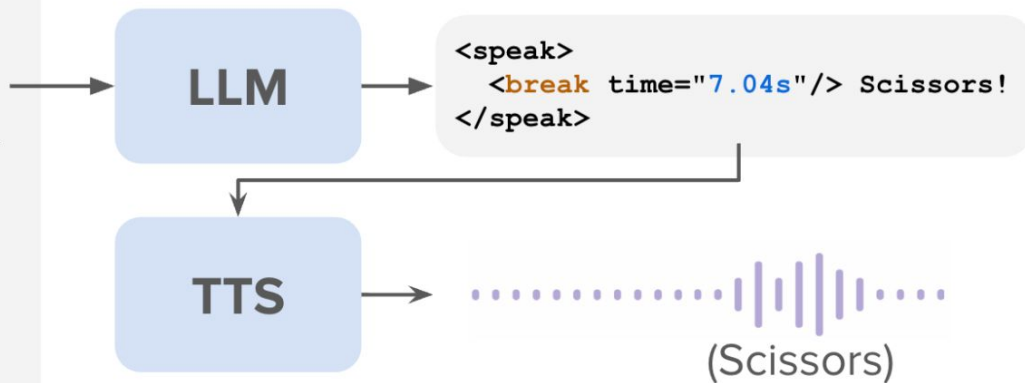 LLM
<speak>
<break time="7.04s"/> Scissors!
</speak>
TTS
(Scissors)